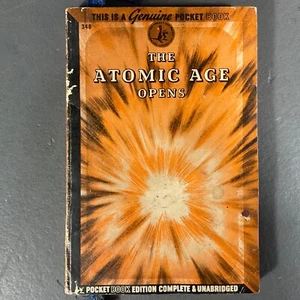 THIS IS A Genuine POCKET BOOK
340
THE
ATOMIC AGE
OPENS
POCKET BOOK EDITION COMPLETE & UNABRIDGED